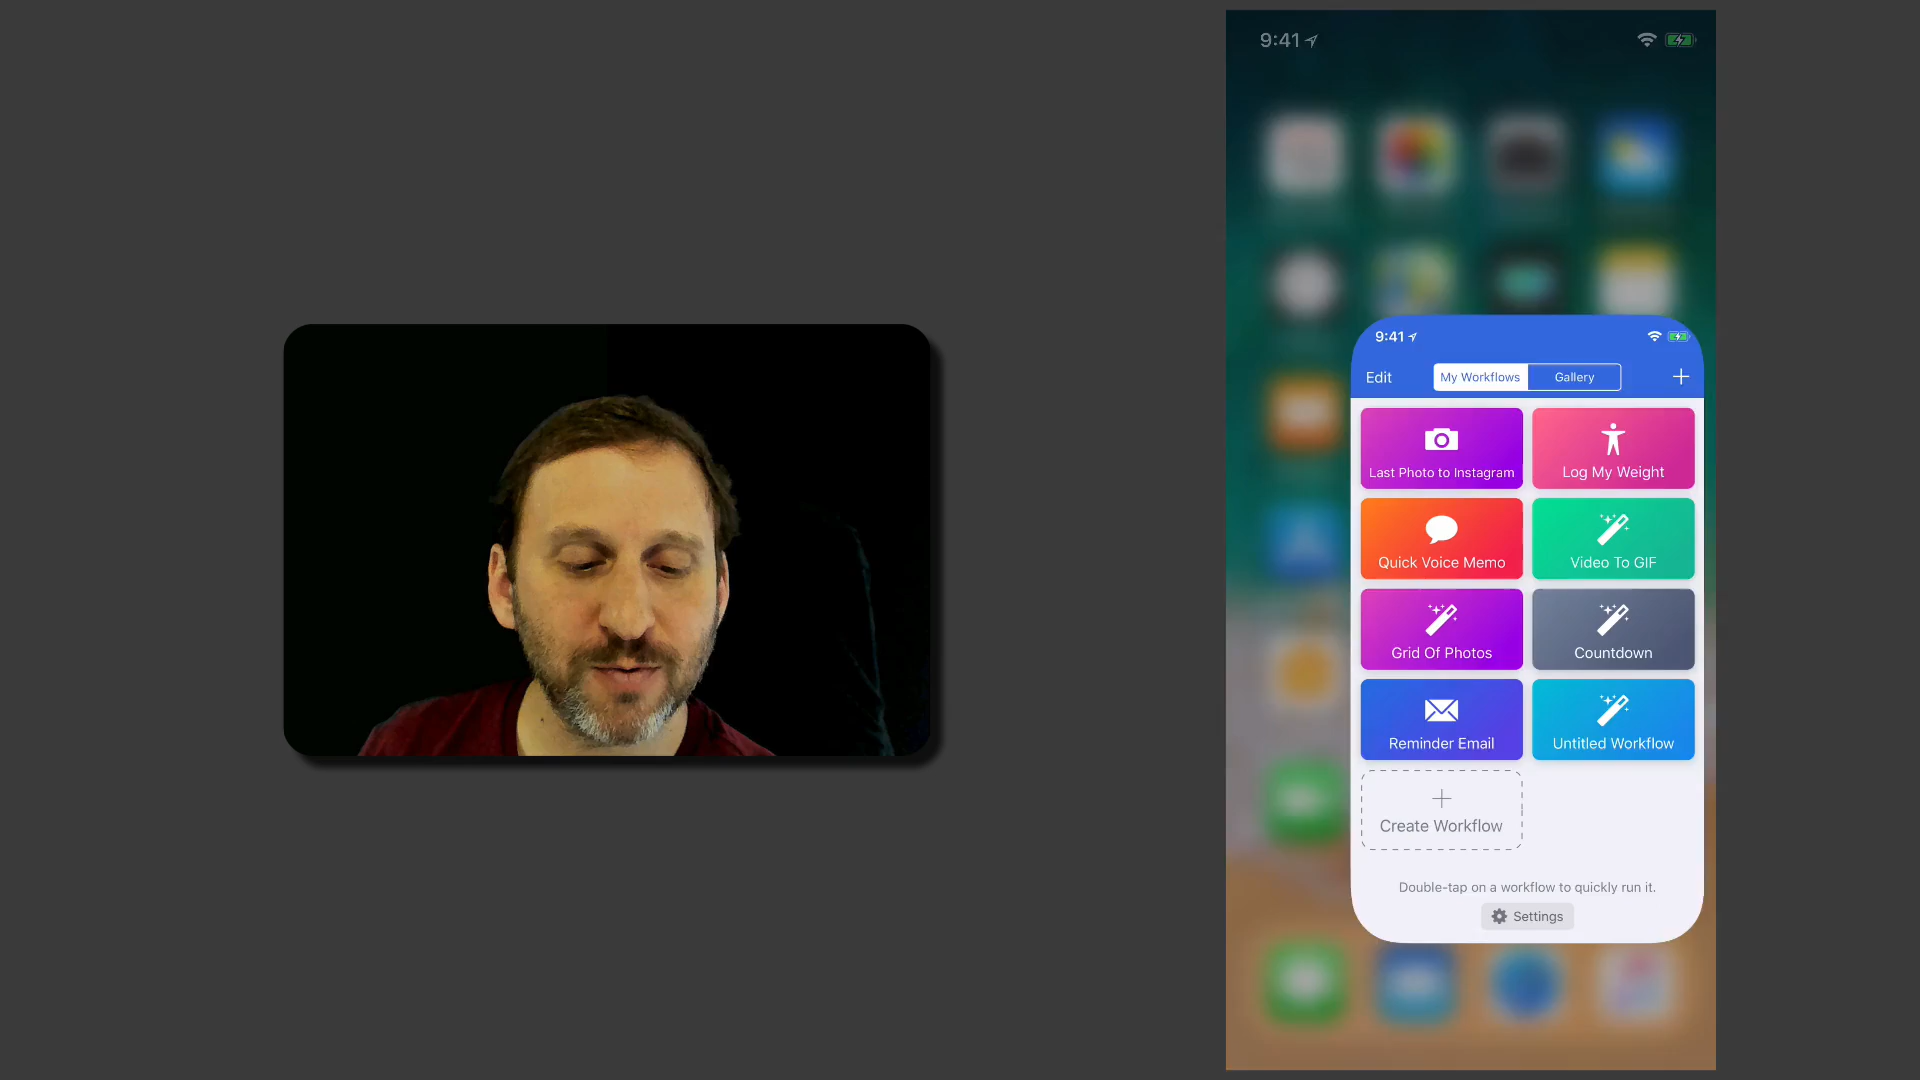 9:41
9:41
Edit
My Workflows
Gallery
Last Photo to Instagram
Log My Weight
Quick Voice Memo
Video To GIF
Grid Of Photos
Countdown
Reminder Email
Untitled Workflow
Create Workflow
Double-tap on a workflow to quickly run it.
Settings